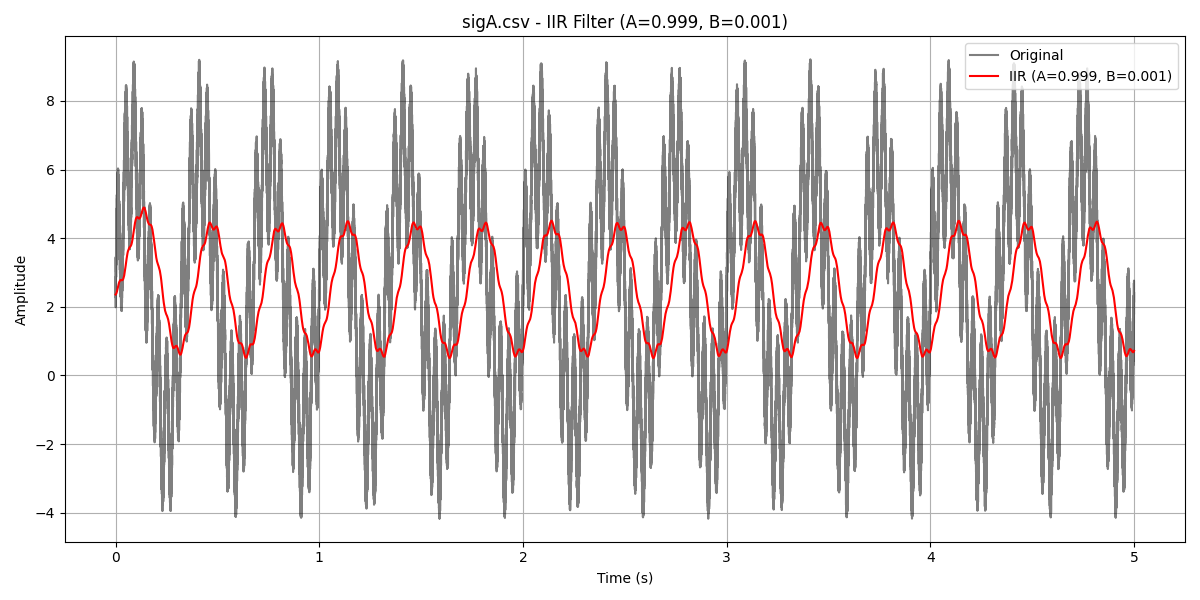 sigA.csv - IIR Filter (A=0.999, B=0.001)
Original
IIR (A=0.999, B=0.001)
Amplitude
8
6
4
2
0
−2
−4
0 1 2 3 4 5
Time (s)